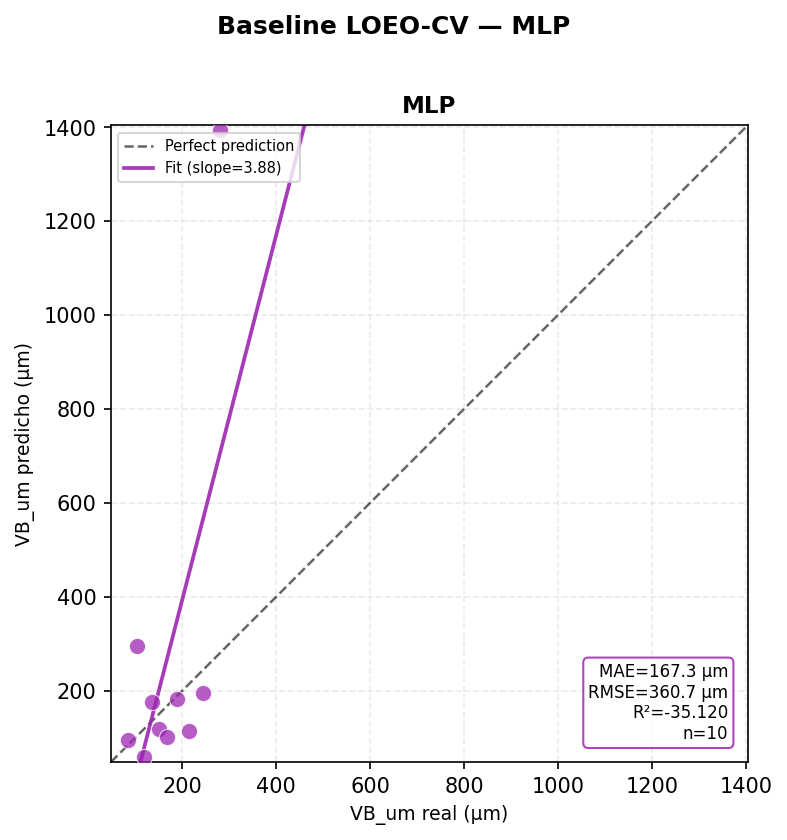 Baseline LOEO-CV — MLP
MLP
1400
1200
1000
800
600
400
200
VB_um predicho (μm)
Perfect prediction
Fit (slope=3.88)
MAE=167.3 μm
RMSE=360.7 μm
R²=-35.120
n=10
200 400 600 800 1000 1200 1400
VB_um real (μm)